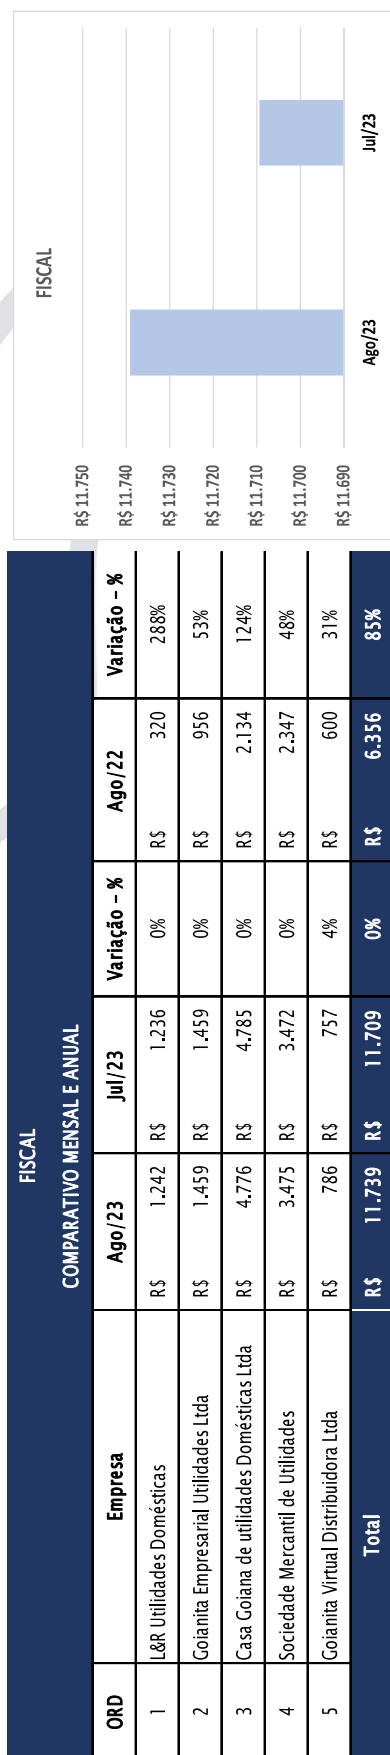 FISCAL
COMPARATIVO MENSAL E ANUAL
ORD Empresa Ago/23 Jul/23 Variação – % Ago/22 Variação – %
1 L&R Utilidades Domésticas R$ 1.242 R$ 1.236 0% R$ 320 288%
2 Goianita Empresarial Utilidades Ltda R$ 1.459 R$ 1.459 0% R$ 956 53%
3 Casa Goiana de utilidades Domésticas Ltda R$ 4.776 R$ 4.785 0% R$ 2.134 124%
4 Sociedade Mercantil de Utilidades R$ 3.475 R$ 3.472 0% R$ 2.347 48%
5 Goianita Virtual Distribuidora Ltda R$ 786 R$ 757 4% R$ 600 31%
Total R$ 11.739 R$ 11.709 0% R$ 6.356 85%
FISCAL
R$ 11.750
R$ 11.740
R$ 11.730
R$ 11.720
R$ 11.710
R$ 11.700
R$ 11.690
Ago/23 Jul/23